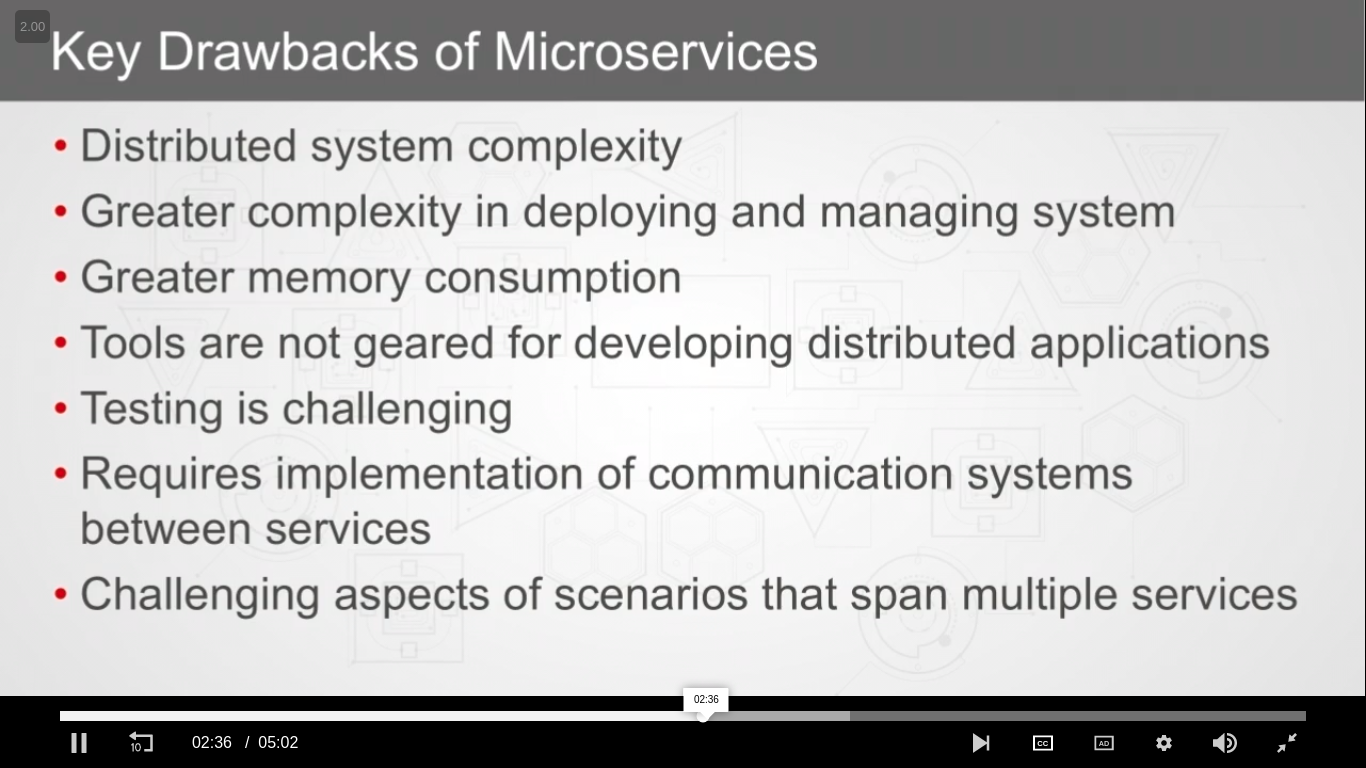 2.00
Key Drawbacks of Microservices
• Distributed system complexity
• Greater complexity in deploying and managing system
• Greater memory consumption
• Tools are not geared for developing distributed applications
• Testing is challenging
• Requires implementation of communication systems
between services
• Challenging aspects of scenarios that span multiple services
02:36
10 02:36 / 05:02 CC AD